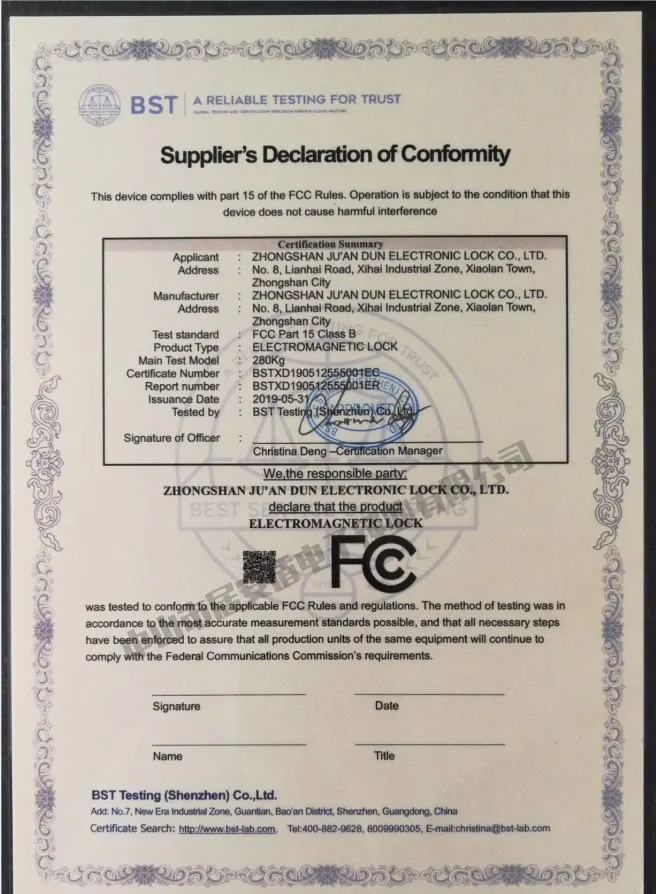 BST
A RELIABLE TESTING FOR TRUST
Supplier's Declaration of Conformity
This device complies with part 15 of the FCC Rules. Operation is subject to the condition that this
device does not cause harmful interference
Certification Summary
Applicant : ZHONGSHAN JU'AN DUN ELECTRONIC LOCK CO., LTD.
Address : No. 8, Lianhai Road, Xihai Industrial Zone, Xiaolan Town,
Zhongshan City
Manufacturer : ZHONGSHAN JU'AN DUN ELECTRONIC LOCK CO., LTD.
Address : No. 8, Lianhai Road, Xihai Industrial Zone, Xiaolan Town,
Zhongshan City
Test standard : FCC Part 15 Class B
Product Type : ELECTROMAGNETIC LOCK
Main Test Model : 280Kg
Certificate Number : BSTXD190512555001EC
Report number : BSTXD190512555001ER
Issuance Date : 2019-05-31
Tested by : BST Testing (Shenzhen) Co.,Ltd.
APPROVED
Signature of Officer :
Christina Deng –Certification Manager
We,the responsible party:
ZHONGSHAN JU'AN DUN ELECTRONIC LOCK CO., LTD.
declare that the product
ELECTROMAGNETIC LOCK
FCC
was tested to conform to the applicable FCC Rules and regulations. The method of testing was in
accordance to the most accurate measurement standards possible, and that all necessary steps
have been enforced to assure that all production units of the same equipment will continue to
comply with the Federal Communications Commission's requirements.
Signature Date
Name Title
BST Testing (Shenzhen) Co.,Ltd.
Add: No.7, New Era Industrial Zone, Guantian, Bao'an District, Shenzhen, Guangdong, China
Certificate Search: http://www.bst-lab.com, Tel:400-882-9628, 8009990305, E-mail:christina@bst-lab.com